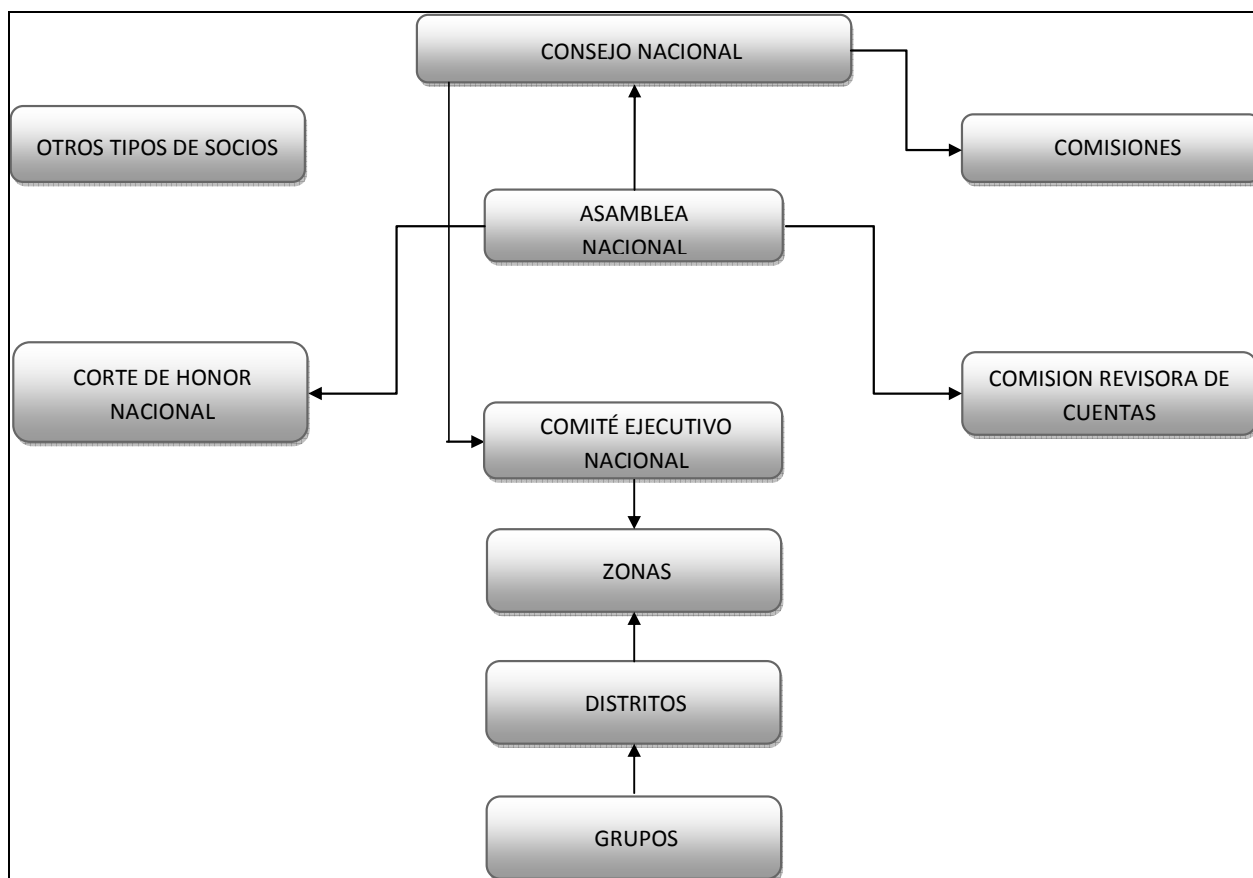 CONSEJO NACIONAL
OTROS TIPOS DE SOCIOS
COMISIONES
ASAMBLEA
NACIONAL
CORTE DE HONOR
NACIONAL
COMISION REVISORA DE
CUENTAS
COMITÉ EJECUTIVO
NACIONAL
ZONAS
DISTRITOS
GRUPOS